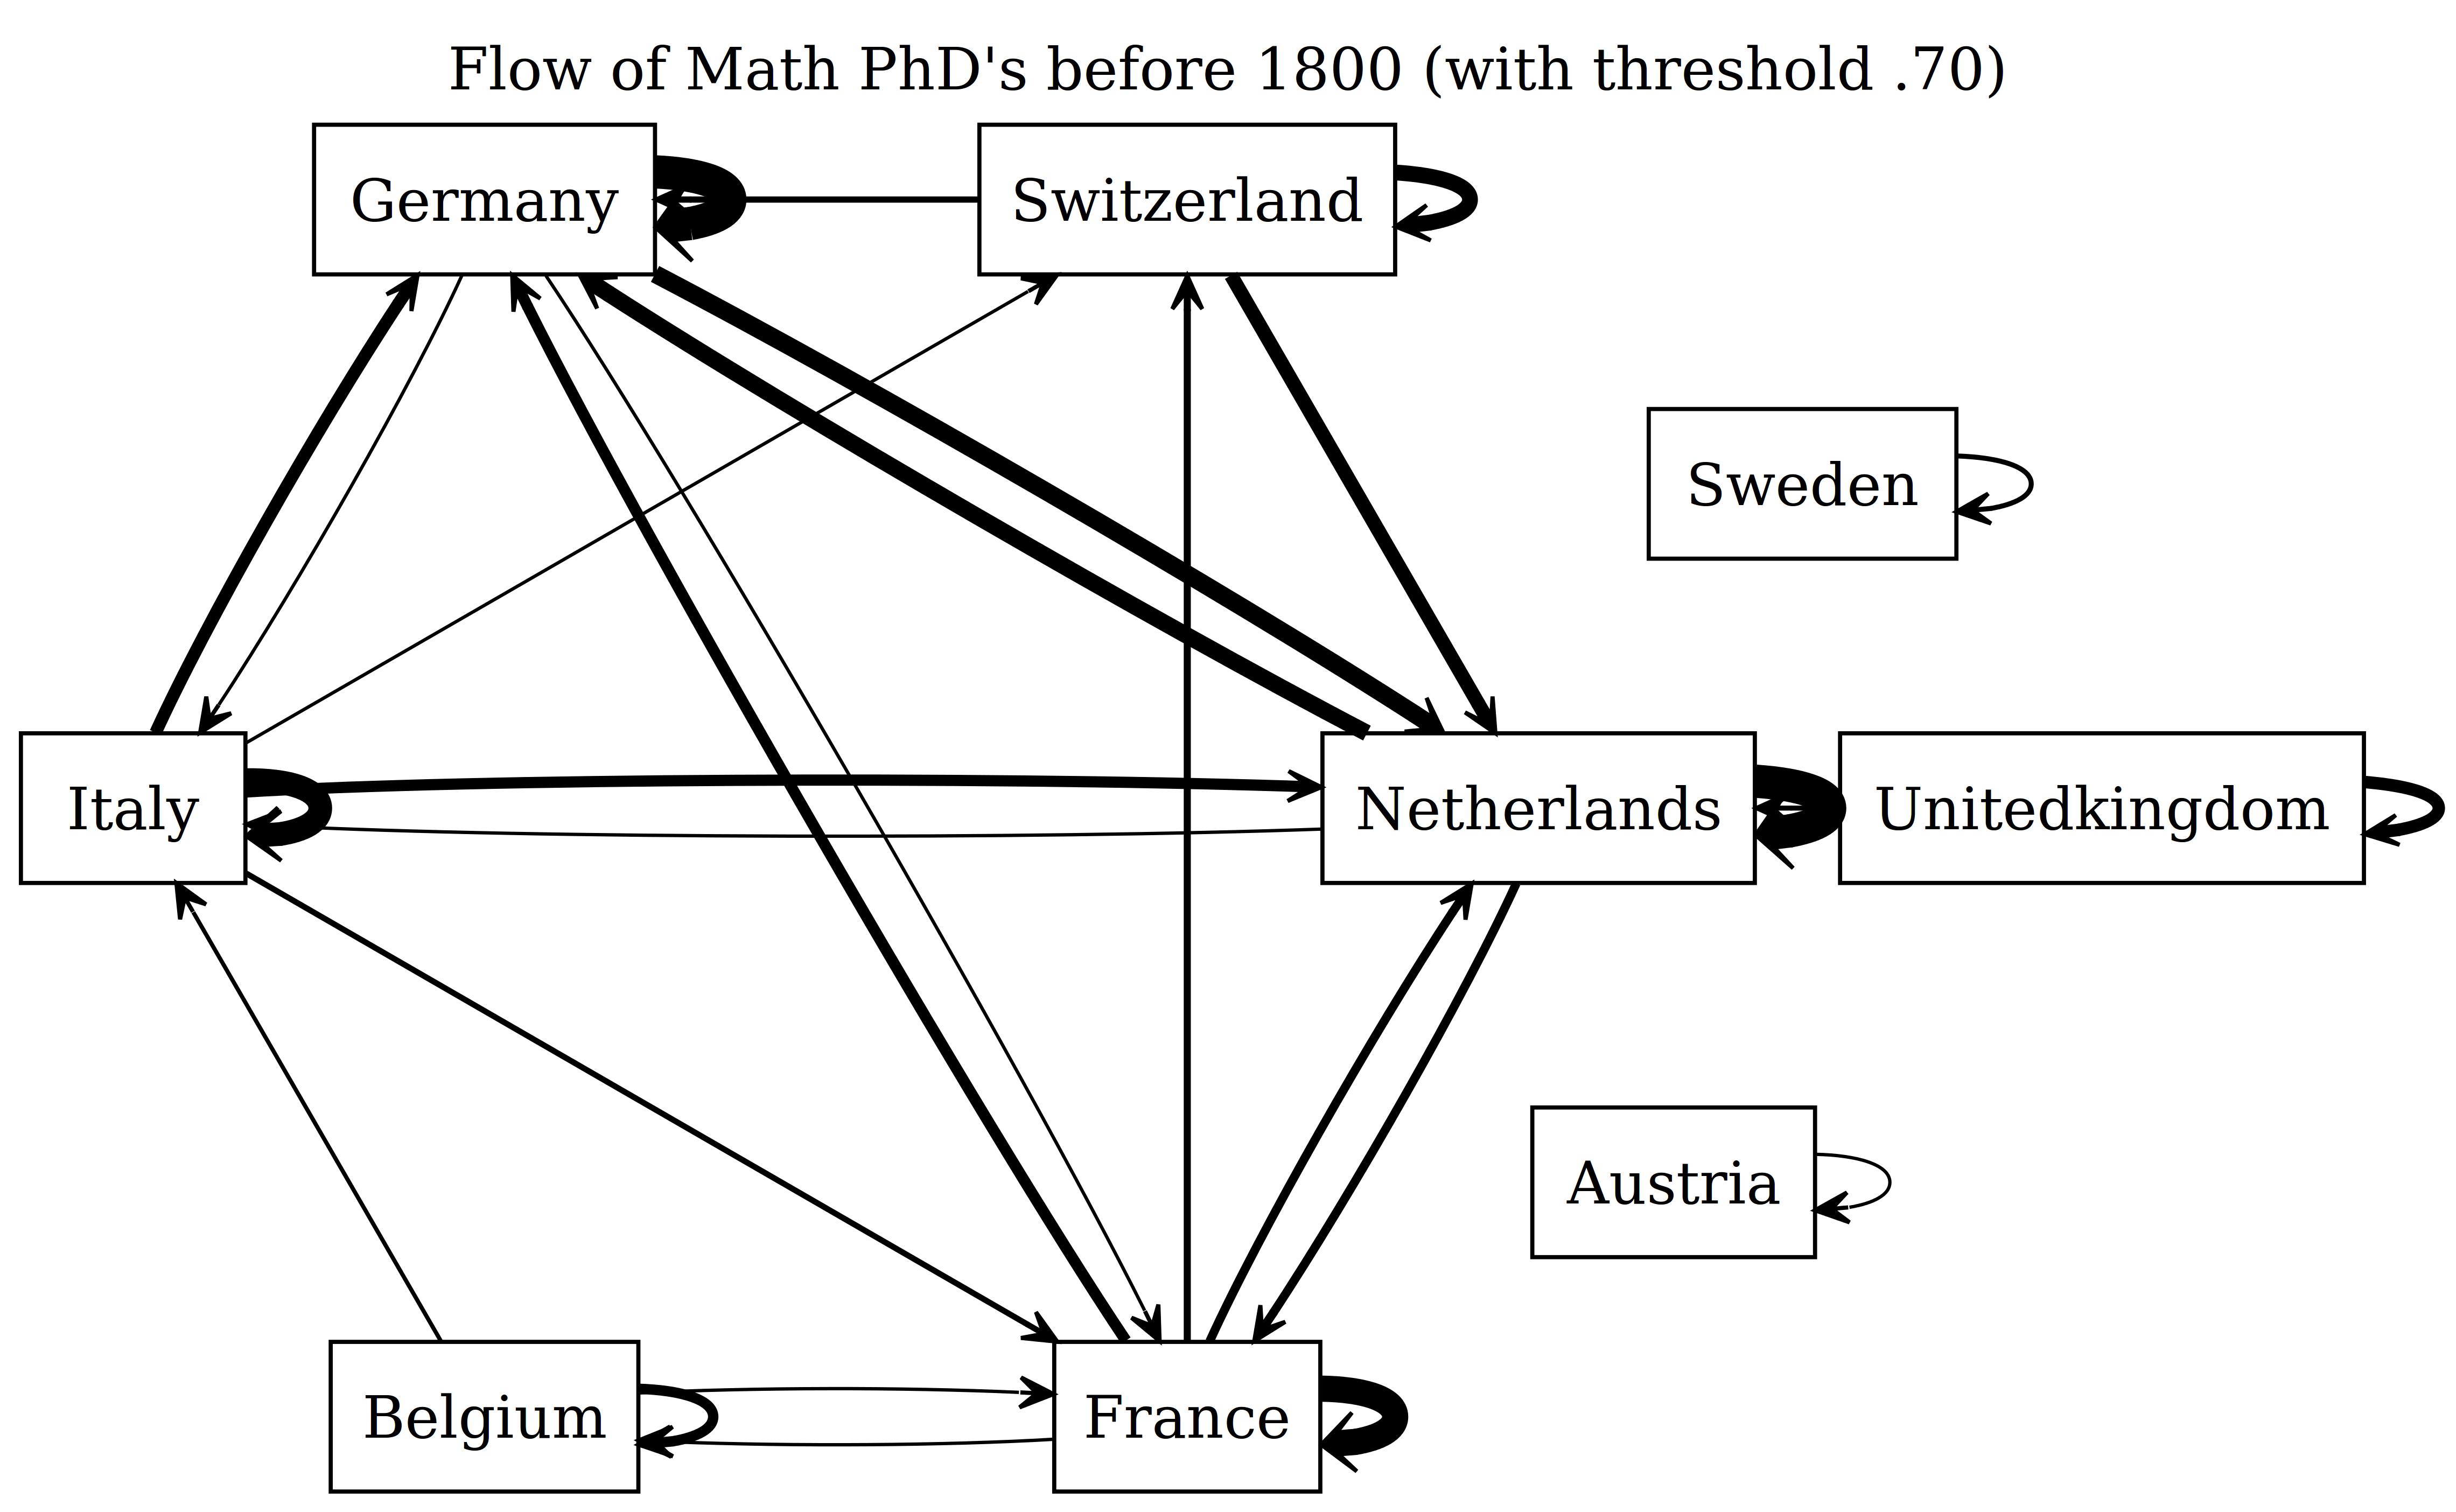 Flow of Math PhD's before 1800 (with threshold .70)
Germany
Switzerland
Sweden
Italy
Netherlands
Unitedkingdom
Austria
Belgium
France